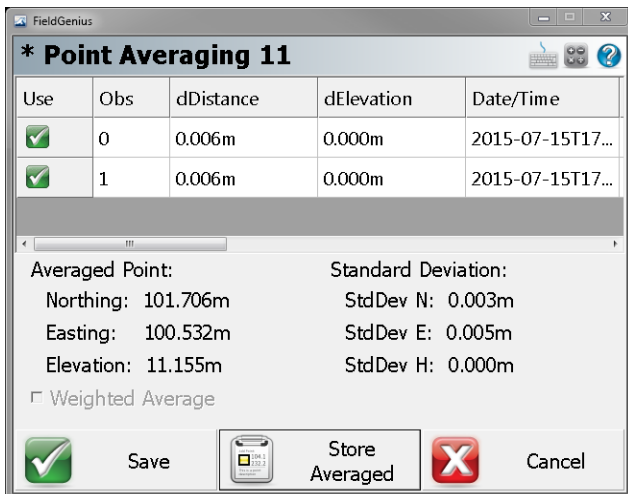 FieldGenius
* Point Averaging 11
Use Obs dDistance dElevation Date/Time
0 0.006m 0.000m 2015-07-15T17...
1 0.006m 0.000m 2015-07-15T17...
Averaged Point: Standard Deviation:
Northing: 101.706m StdDev N: 0.003m
Easting: 100.532m StdDev E: 0.005m
Elevation: 11.155m StdDev H: 0.000m
Weighted Average
Save Store Averaged Cancel